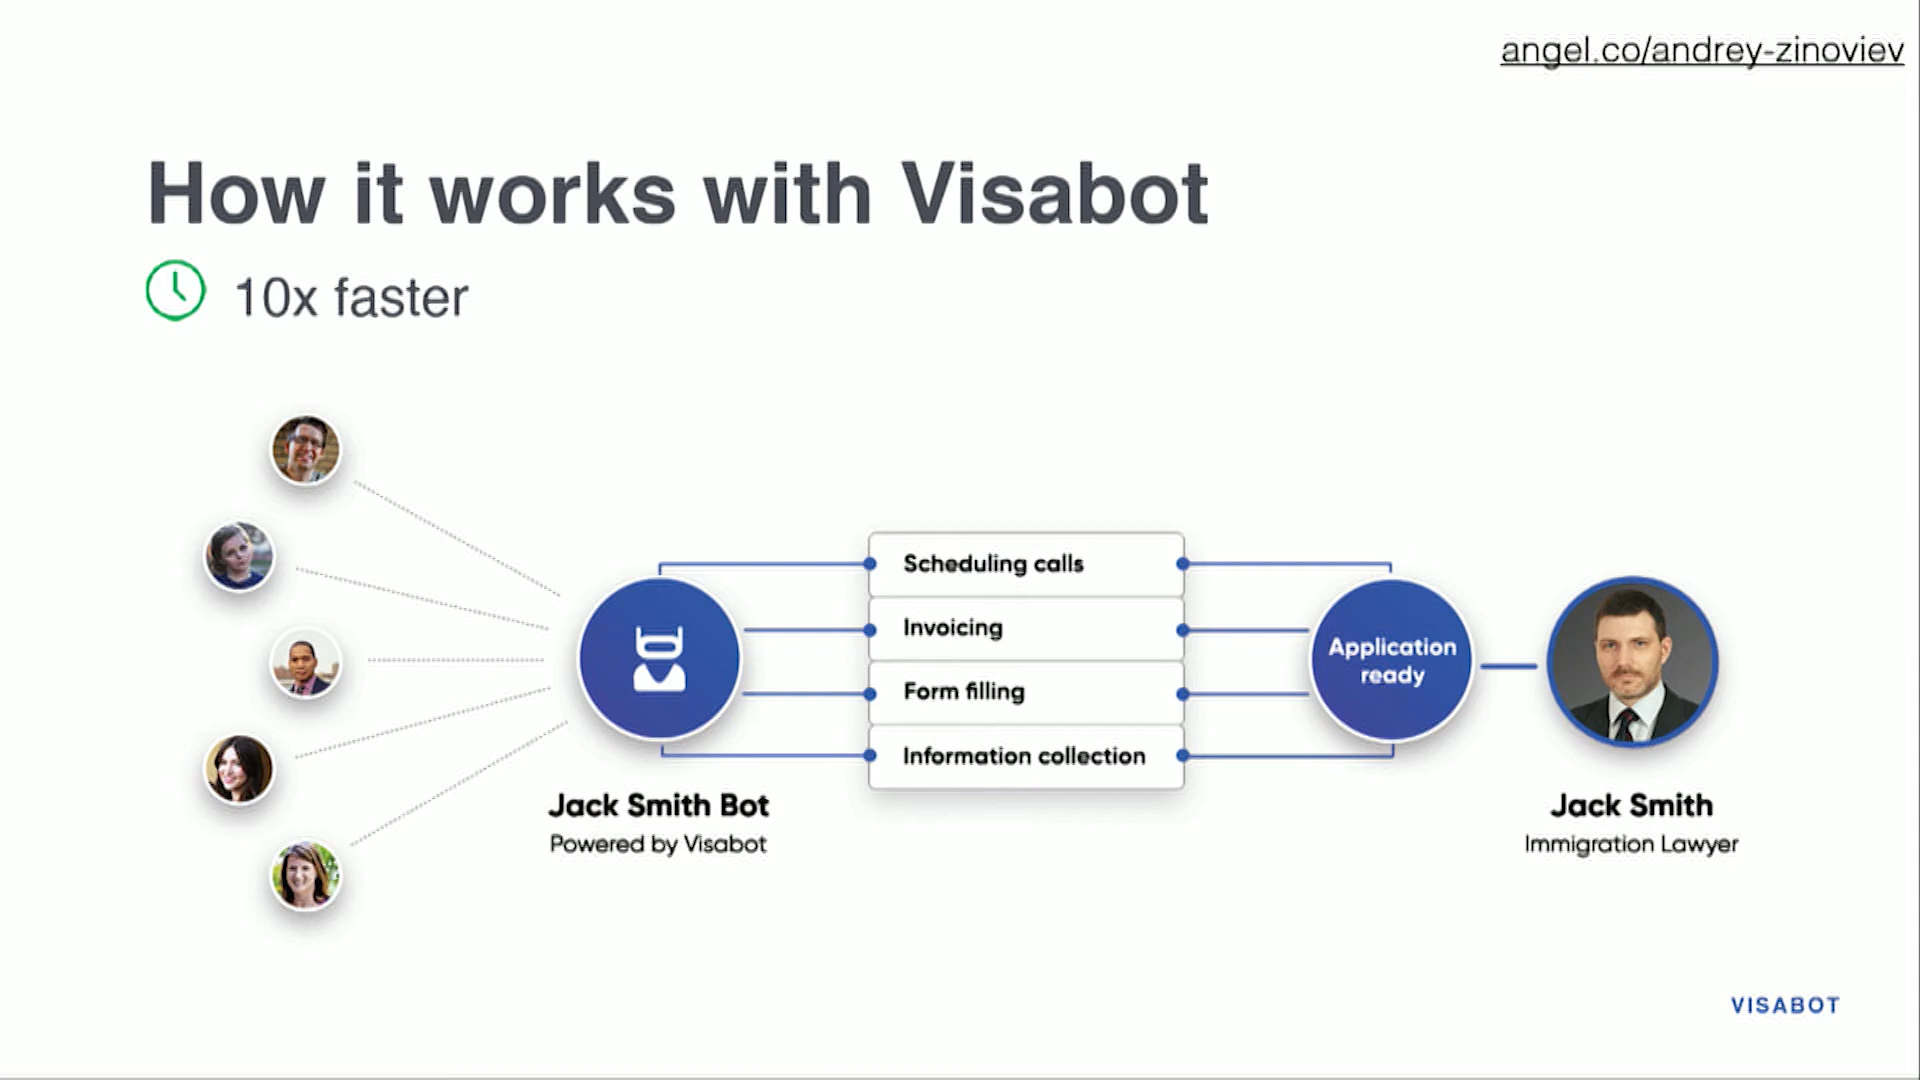 angel.co/andrey-zinoviev
How it works with Visabot
10x faster
Scheduling calls
Invoicing
Form filling
Information collection
Application
ready
Jack Smith Bot
Powered by Visabot
Jack Smith
Immigration Lawyer
VISABOT